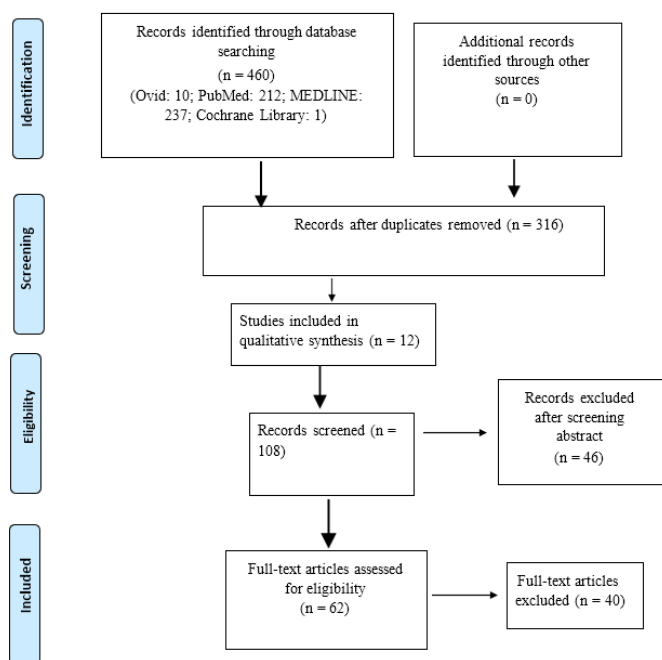 Identification
Records identified through database
searching
(n = 460)
(Ovid: 10; PubMed: 212; MEDLINE:
237; Cochrane Library: 1)
Additional records
identified through other
sources
(n = 0)
Screening
Records after duplicates removed (n = 316)
Studies included in
qualitative synthesis (n = 12)
Eligibility
Records screened (n =
108)
Records excluded
after screening
abstract
(n = 46)
Included
Full-text articles assessed
for eligibility
(n = 62)
Full-text articles
excluded (n = 40)